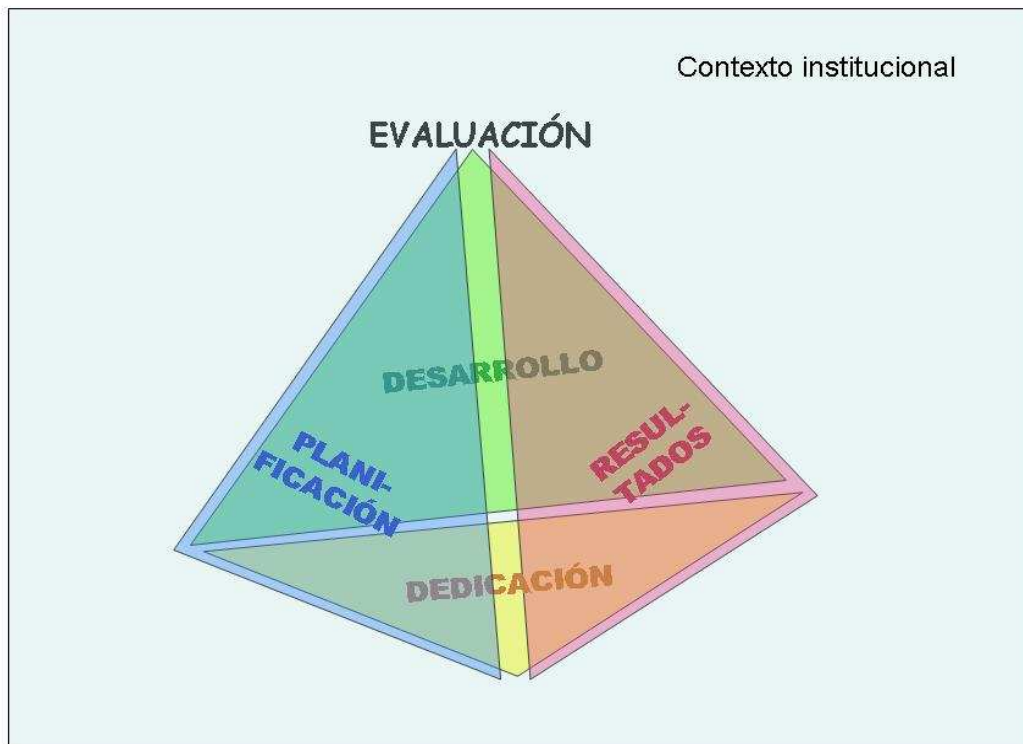 Contexto institucional
EVALUACIÓN
DESARROLLO
PLANI-
FICACIÓN
RESUL-
TADOS
DEDICACIÓN